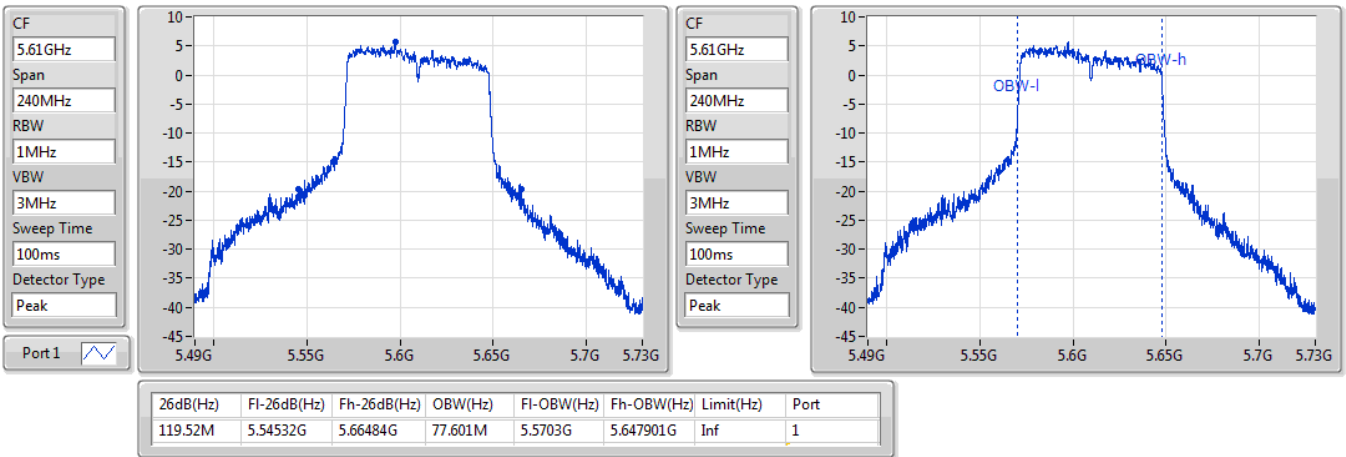 CF
5.61GHz
Span
240MHz
RBW
1MHz
VBW
3MHz
Sweep Time
100ms
Detector Type
Peak
Port 1
10
5
0
-5
-10
-15
-20
-25
-30
-35
-40
-45
5.49G 5.55G 5.6G 5.65G 5.7G 5.73G
CF
5.61GHz
Span
240MHz
RBW
1MHz
VBW
3MHz
Sweep Time
100ms
Detector Type
Peak
10
5
0
-5
-10
-15
-20
-25
-30
-35
-40
-45
OBW-h
OBW-l
5.49G 5.55G 5.6G 5.65G 5.7G 5.73G
26dB(Hz) Fl-26dB(Hz) Fh-26dB(Hz) OBW(Hz) Fl-OBW(Hz) Fh-OBW(Hz) Limit(Hz) Port
119.52M 5.54532G 5.66484G 77.601M 5.5703G 5.647901G Inf 1